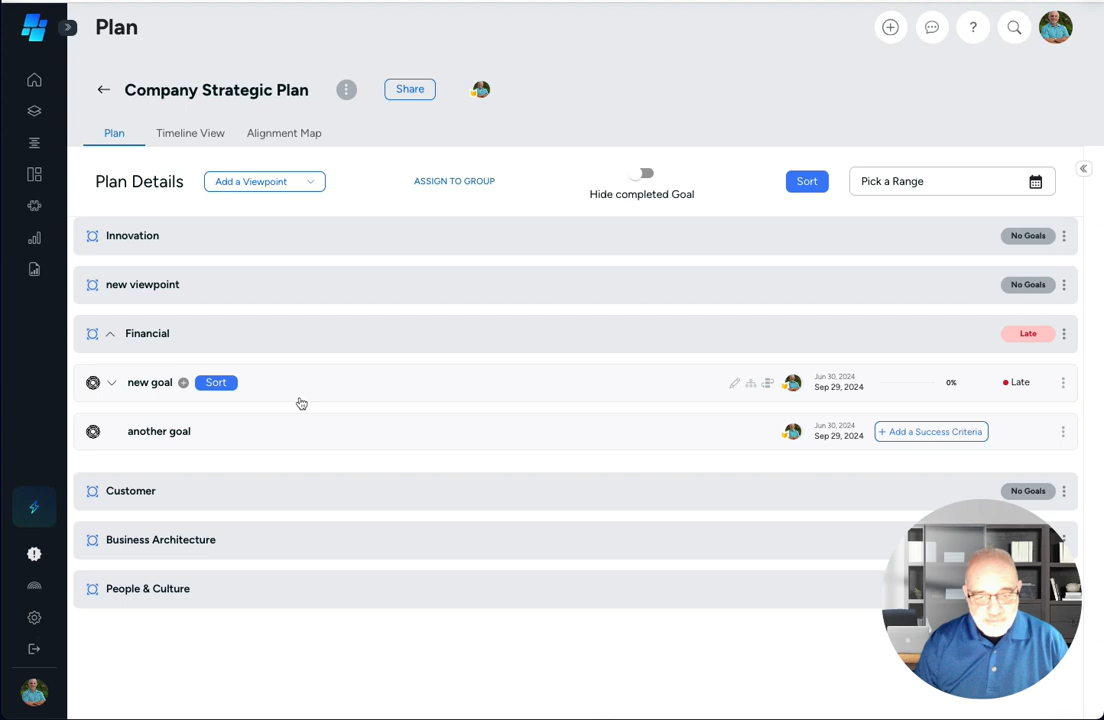 Plan
?
Company Strategic Plan
Share
Plan
Timeline View
Alignment Map
Plan Details
Add a Viewpoint
ASSIGN TO GROUP
Hide completed Goal
Sort
Pick a Range
Innovation
No Goals
new viewpoint
No Goals
Financial
Late
new goal
Sort
Jun 30, 2024
Sep 29, 2024
0%
Late
another goal
Jun 30, 2024
Sep 29, 2024
+ Add a Success Criteria
Customer
No Goals
Business Architecture
People & Culture